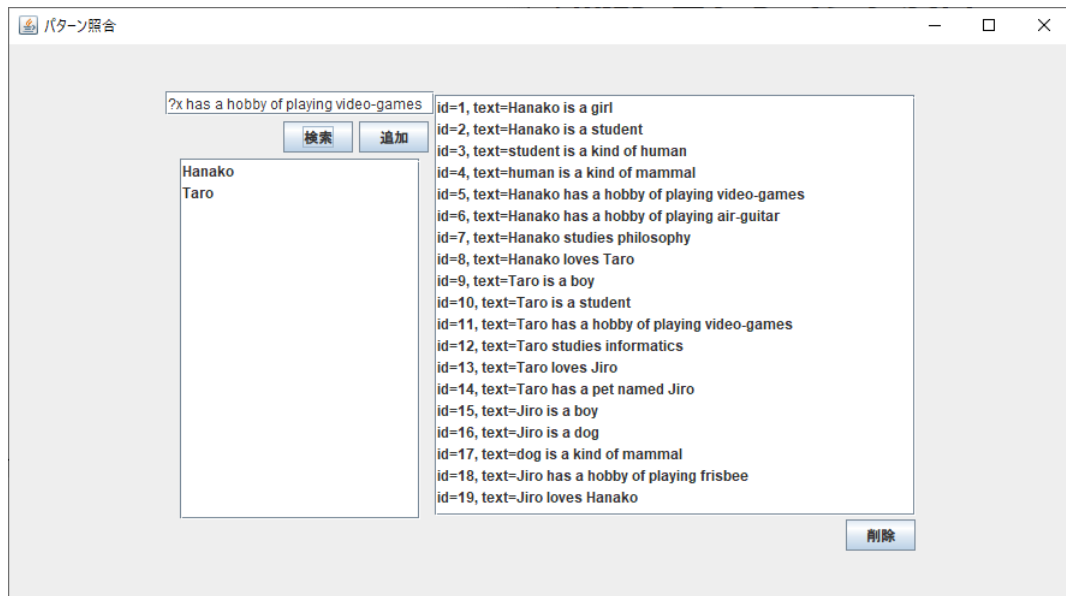 パターン照合
?x has a hobby of playing video-games
検索 追加
Hanako
Taro
id=1, text=Hanako is a girl
id=2, text=Hanako is a student
id=3, text=student is a kind of human
id=4, text=human is a kind of mammal
id=5, text=Hanako has a hobby of playing video-games
id=6, text=Hanako has a hobby of playing air-guitar
id=7, text=Hanako studies philosophy
id=8, text=Hanako loves Taro
id=9, text=Taro is a boy
id=10, text=Taro is a student
id=11, text=Taro has a hobby of playing video-games
id=12, text=Taro studies informatics
id=13, text=Taro loves Jiro
id=14, text=Taro has a pet named Jiro
id=15, text=Jiro is a boy
id=16, text=Jiro is a dog
id=17, text=dog is a kind of mammal
id=18, text=Jiro has a hobby of playing frisbee
id=19, text=Jiro loves Hanako
削除